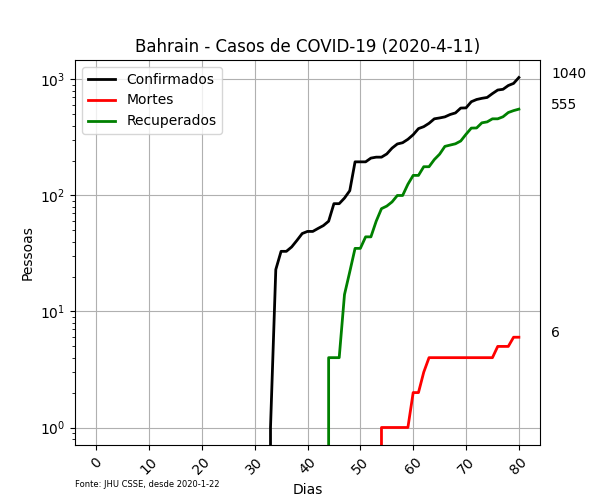 Bahrain - Casos de COVID-19 (2020-4-11)
Confirmados
Mortes
Recuperados
10³
10²
10¹
10⁰
Pessoas
1040
555
6
0 10 20 30 40 50 60 70 80
Dias
Fonte: JHU CSSE, desde 2020-1-22